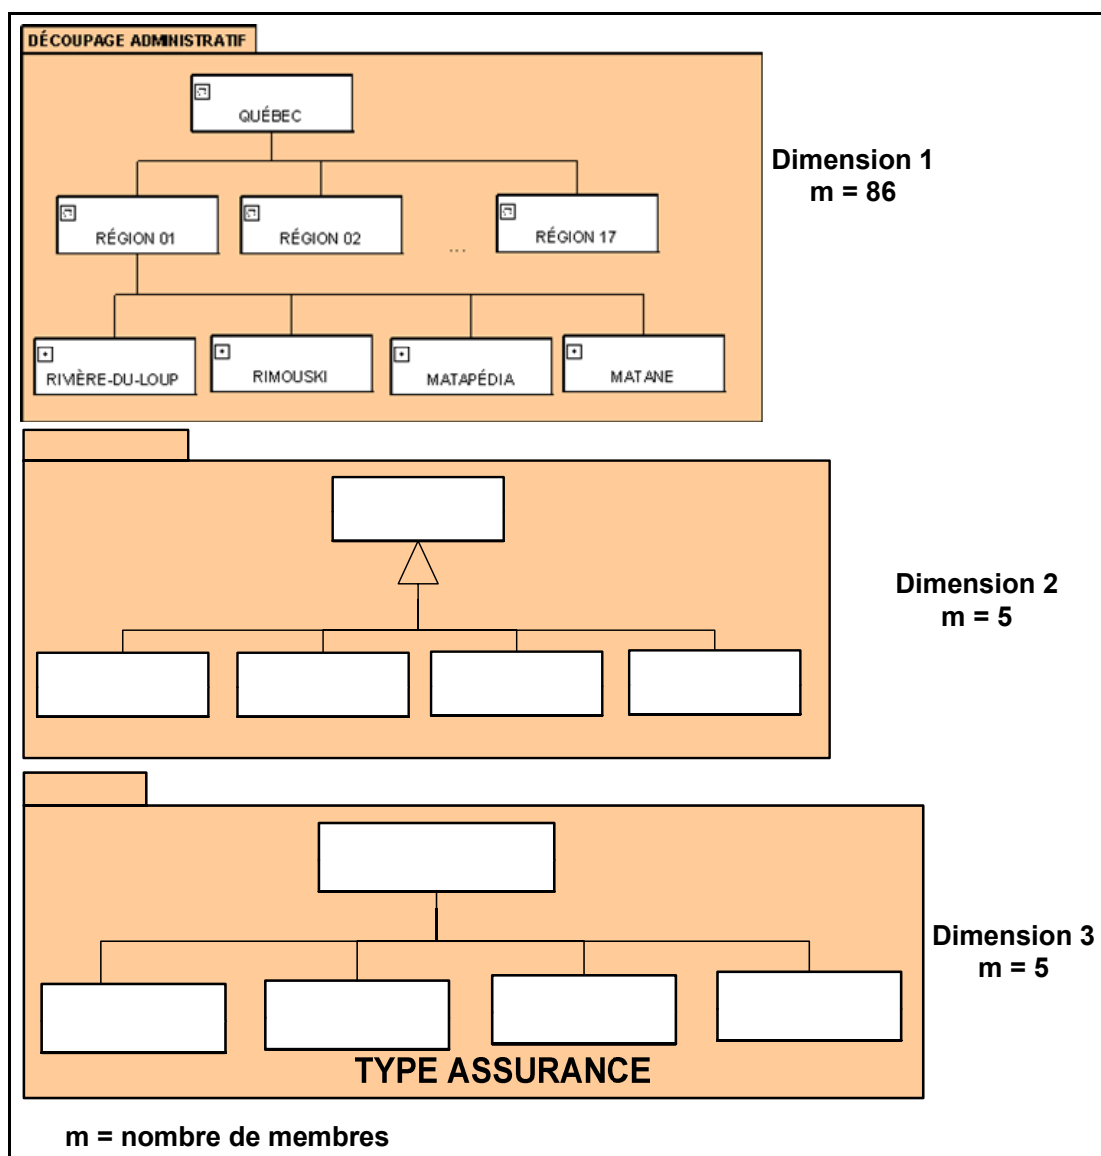 DÉCOUPAGE ADMINISTRATIF
QUÉBEC
Dimension 1
m = 86
RÉGION 01
RÉGION 02
...
RÉGION 17
RIVIÈRE-DU-LOUP
RIMOUSKI
MATAPÉDIA
MATANE
Dimension 2
m = 5
Dimension 3
m = 5
TYPE ASSURANCE
m = nombre de membres